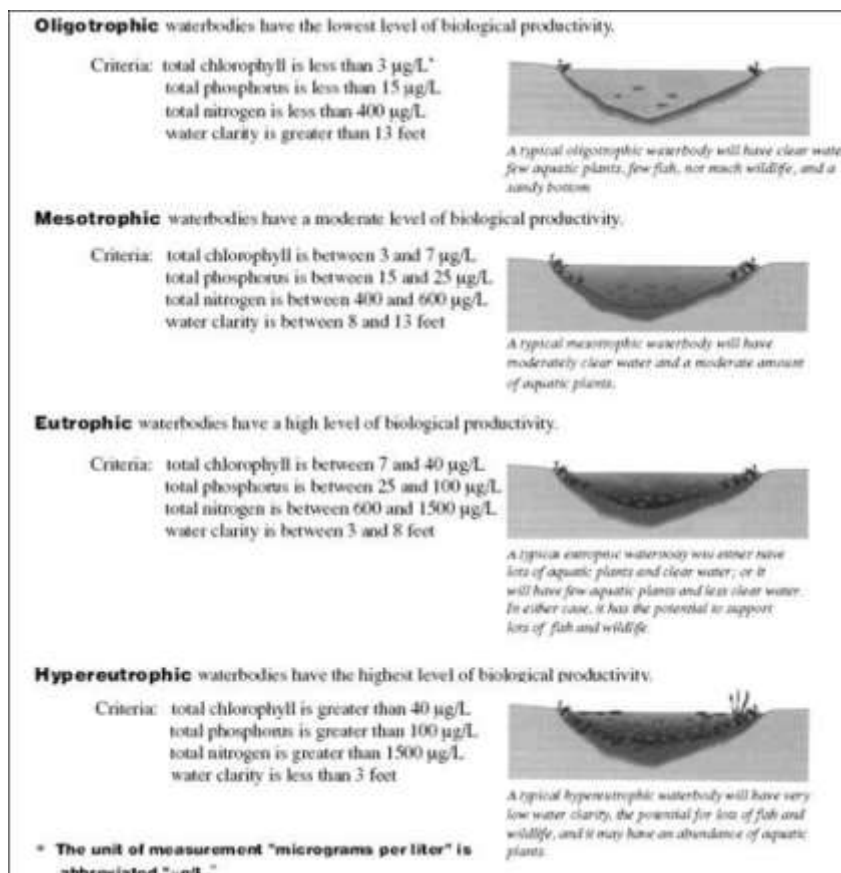 Oligotrophic waterbodies have the lowest level of biological productivity.
Criteria: total chlorophyll is less than 3 µg/L*
total phosphorus is less than 15 µg/L
total nitrogen is less than 400 µg/L
water clarity is greater than 13 feet
A typical oligotrophic waterbody will have clear wate
few aquatic plants, few fish, not much wildlife, and a
sandy bottom
Mesotrophic waterbodies have a moderate level of biological productivity.
Criteria: total chlorophyll is between 3 and 7 µg/L
total phosphorus is between 15 and 25 µg/L
total nitrogen is between 400 and 600 µg/L
water clarity is between 8 and 13 feet
A typical mesotrophic waterbody will have
moderately clear water and a moderate amount
of aquatic plants.
Eutrophic waterbodies have a high level of biological productivity.
Criteria: total chlorophyll is between 7 and 40 µg/L
total phosphorus is between 25 and 100 µg/L
total nitrogen is between 600 and 1500 µg/L
water clarity is between 3 and 8 feet
A typical eutrophic waterbody will either have
lots of aquatic plants and clear water; or it
will have few aquatic plants and less clear water.
In either case, it has the potential to support
lots of fish and wildlife.
Hypereutrophic waterbodies have the highest level of biological productivity.
Criteria: total chlorophyll is greater than 40 µg/L
total phosphorus is greater than 100 µg/L
total nitrogen is greater than 1500 µg/L
water clarity is less than 3 feet
A typical hypereutrophic waterbody will have very
low water clarity, the potential for lots of fish and
wildlife, and it may have an abundance of aquatic
plants.
* The unit of measurement "micrograms per liter" is
abbreviated "µg/L"